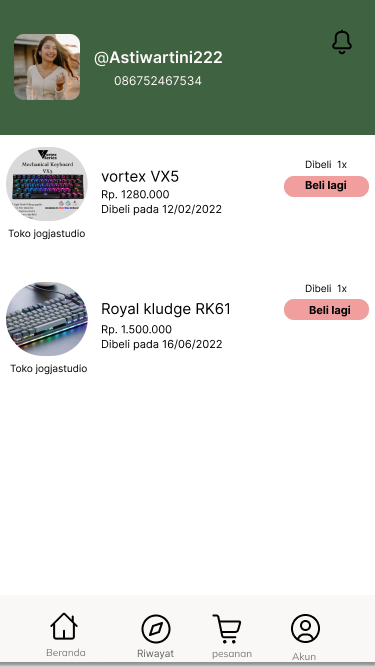 @Astiwartini222
086752467534
Vortex
Series
Mechanical Keyboard
VX5
vortex VX5
Rp. 1280.000
Dibeli pada 12/02/2022
Dibeli 1x
Beli lagi
Toko jogjastudio
Royal kludge RK61
Rp. 1.500.000
Dibeli pada 16/06/2022
Dibeli 1x
Beli lagi
Toko jogjastudio
Beranda
Riwayat
pesanan
Akun